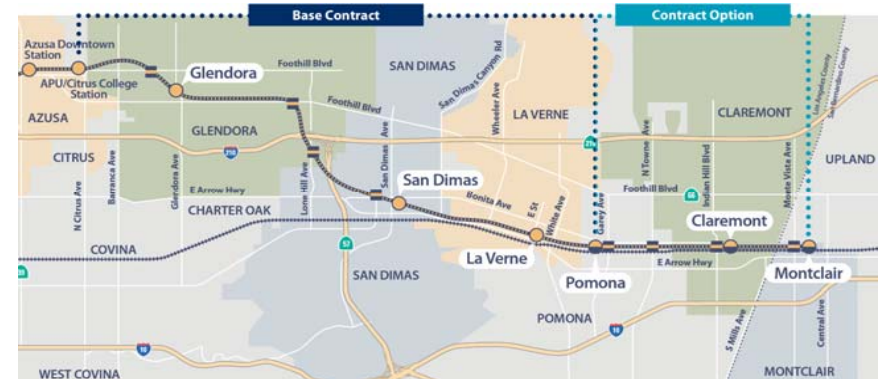 Base Contract
Contract Option
Azusa Downtown
Station
APU/Citrus College
Station
Glendora
Foothill Blvd
SAN DIMAS
San Dimas Canyon Rd
Wheeler Ave
LA VERNE
CLAREMONT
Los Angeles County
San Bernardino County
AZUSA
GLENDORA
Foothill Blvd
San Dimas Ave
N Towne Ave
210
210
CITRUS
Barranca Ave
Glendora Ave
Lone Hill Ave
Indian Hill Blvd
Monte Vista Ave
UPLAND
N Citrus Ave
E Arrow Hwy
San Dimas
Bonita Ave
Foothill Blvd
66
CHARTER OAK
E St
White Ave
Garey Ave
Claremont
COVINA
57
La Verne
E Arrow Hwy
Pomona
Montclair
SAN DIMAS
POMONA
10
10
S Mills Ave
Central Ave
WEST COVINA
MONTCLAIR